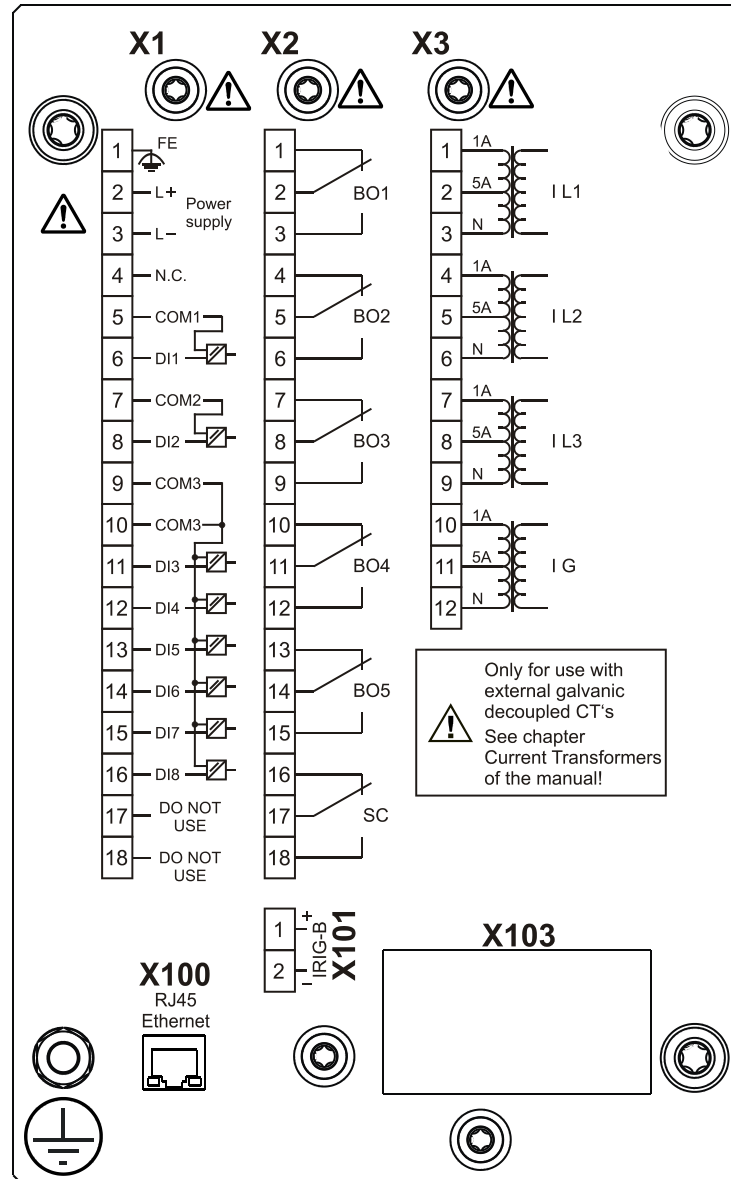 X1 X2 X3
1 FE
2 L+
Power
supply
3 L–
4 N.C.
5 COM1
6 DI1
7 COM2
8 DI2
9 COM3
10 COM3
11 DI3
12 DI4
13 DI5
14 DI6
15 DI7
16 DI8
17 DO NOT
USE
18 DO NOT
USE
1
2 BO1
3
4
5 BO2
6
7
8 BO3
9
10
11 BO4
12
13
14 BO5
15
16
17 SC
18
1 1A
2 5A I L1
3 N
4 1A
5 5A I L2
6 N
7 1A
8 5A I L3
9 N
10 1A
11 5A I G
12 N
Only for use with
external galvanic
decoupled CT‘s
See chapter
Current Transformers
of the manual!
1 +
2 –
IRIG-B
X101
X103
X100
RJ45
Ethernet